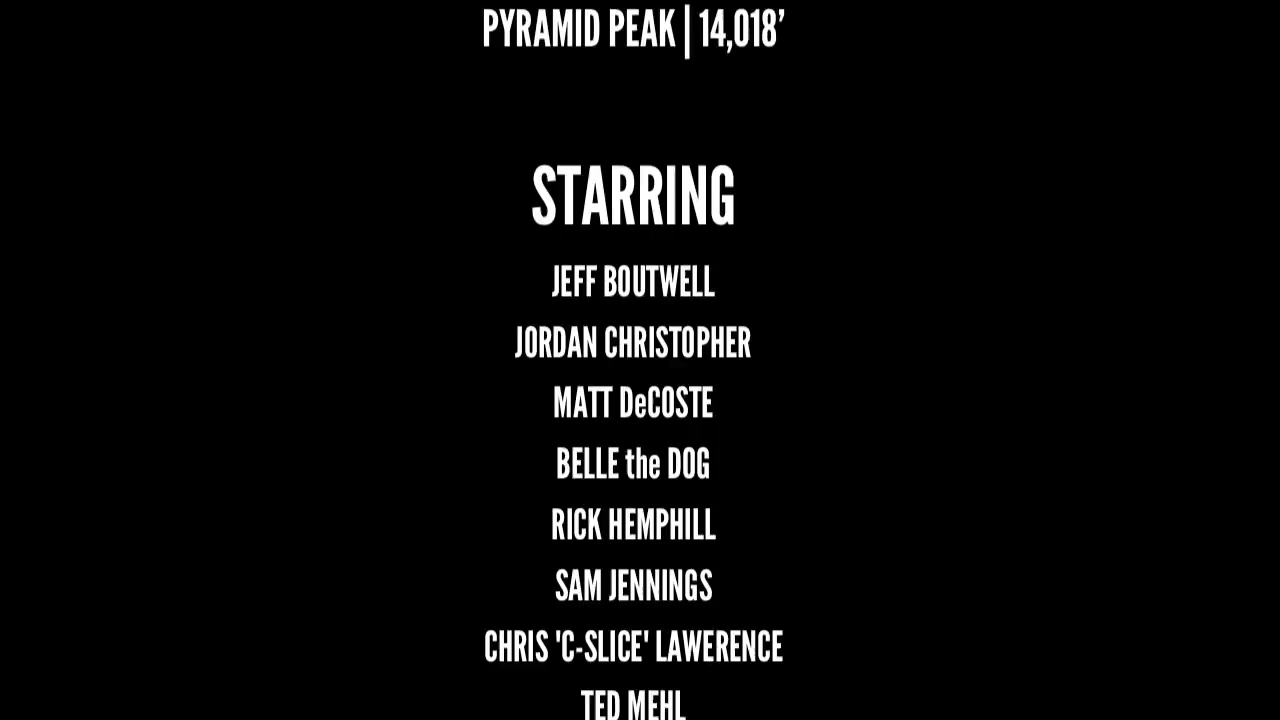 PYRAMID PEAK | 14,018’
STARRING
JEFF BOUTWELL
JORDAN CHRISTOPHER
MATT DeCOSTE
BELLE the DOG
RICK HEMPHILL
SAM JENNINGS
CHRIS 'C-SLICE' LAWERENCE
TED MEHL